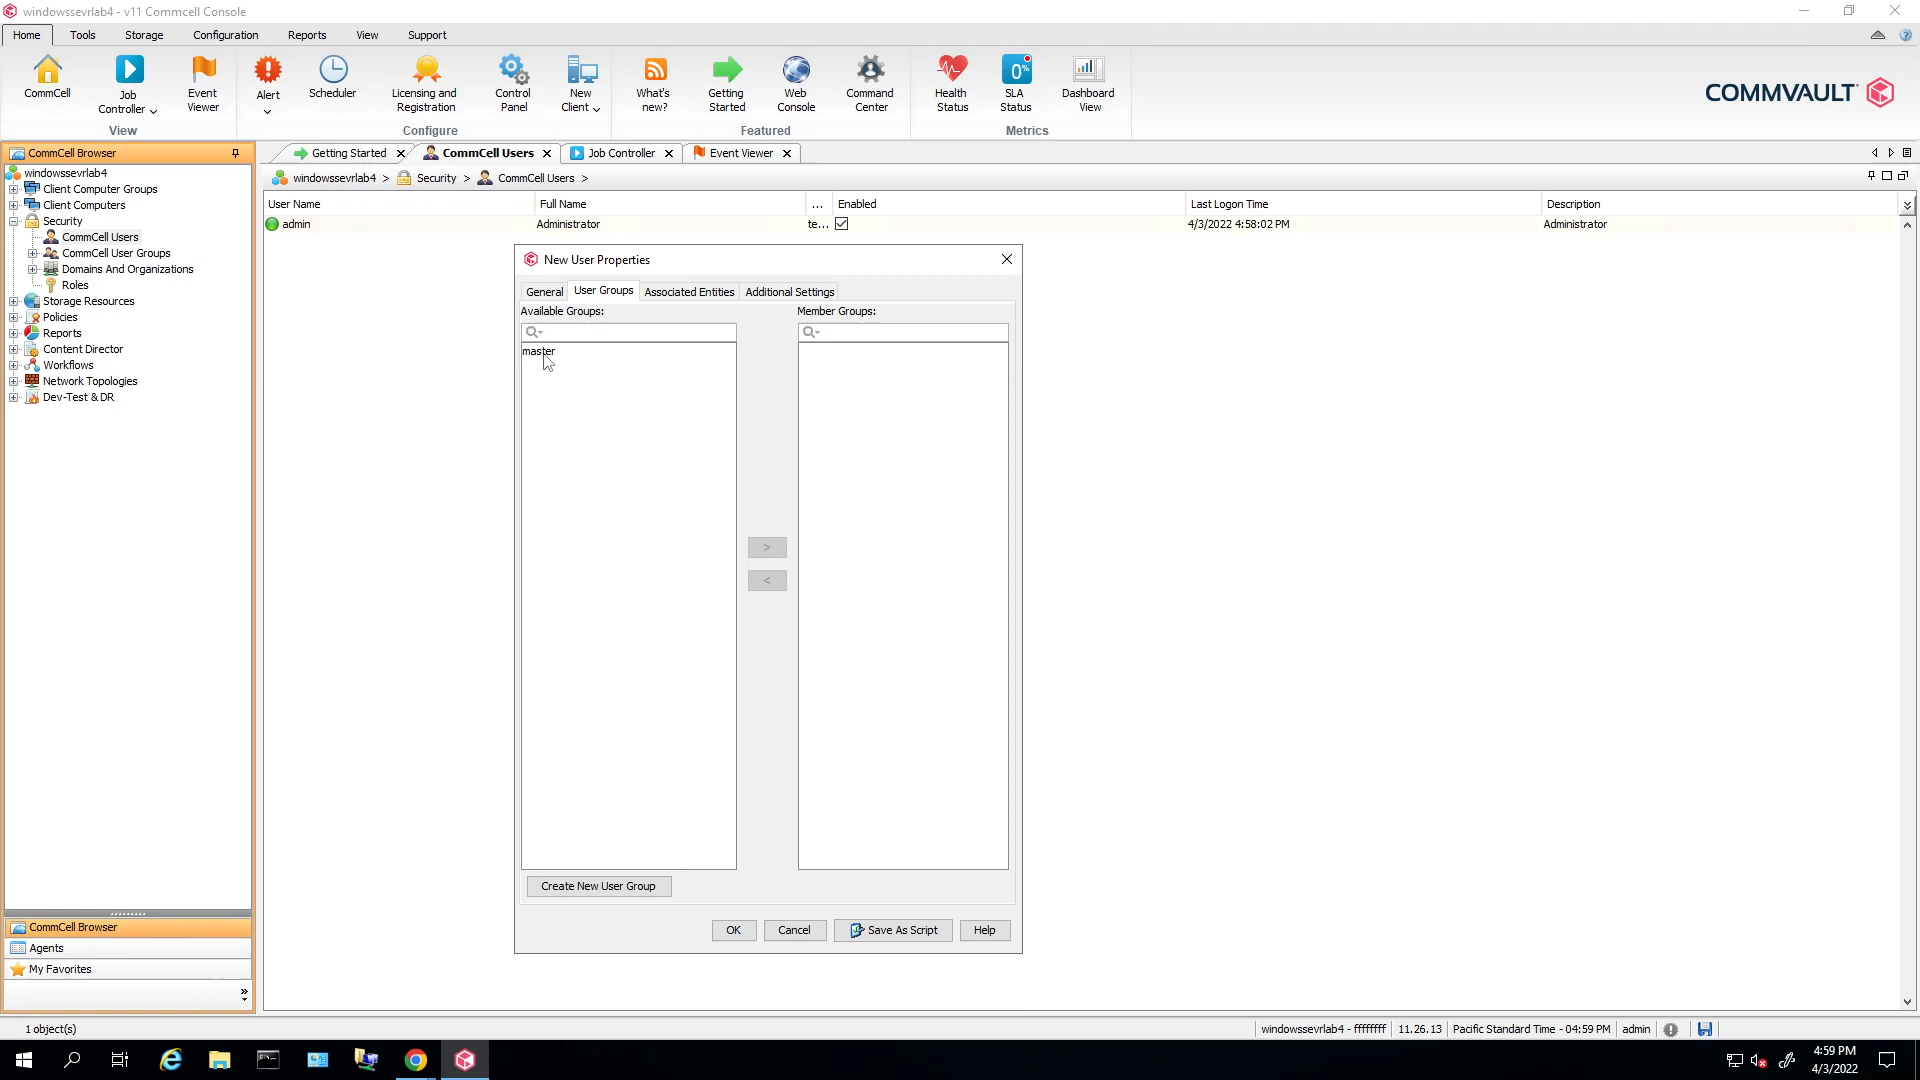 windowssevrlab4 - v11 Commcell Console
Home Tools Storage Configuration Reports View Support
CommCell
Job Controller
Event Viewer
Alert
Scheduler
Licensing and Registration
Control Panel
New Client
What's new?
Getting Started
Web Console
Command Center
Health Status
0%
SLA Status
Dashboard View
COMMVAULT
View
Configure
Featured
Metrics
CommCell Browser
windowssevrlab4
Client Computer Groups
Client Computers
Security
CommCell Users
CommCell User Groups
Domains And Organizations
Roles
Storage Resources
Policies
Reports
Content Director
Workflows
Network Topologies
Dev-Test & DR
CommCell Browser
Agents
My Favorites
Getting Started
CommCell Users
Job Controller
Event Viewer
windowssevrlab4 > Security > CommCell Users >
User Name Full Name ... Enabled Last Logon Time Description
admin Administrator te... 4/3/2022 4:58:02 PM Administrator
New User Properties
General User Groups Associated Entities Additional Settings
Available Groups: Member Groups:
master
>
<
Create New User Group
OK Cancel Save As Script Help
1 object(s)
windowssevrlab4 - ffffffff 11.26.13 Pacific Standard Time - 04:59 PM admin
4:59 PM
4/3/2022